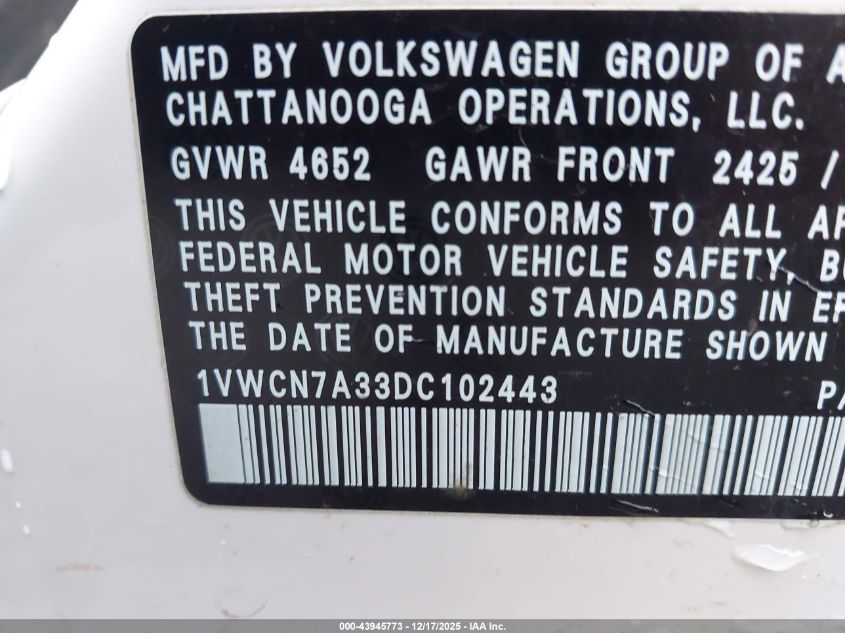 MFD BY VOLKSWAGEN GROUP OF A
CHATTANOOGA OPERATIONS, LLC.
GVWR 4652 GAWR FRONT 2425 /
THIS VEHICLE CONFORMS TO ALL AP
FEDERAL MOTOR VEHICLE SAFETY, BU
THEFT PREVENTION STANDARDS IN EF
THE DATE OF MANUFACTURE SHOWN
1VWCN7A33DC102443 PA
000-43945773 - 12/17/2025 - IAA Inc.